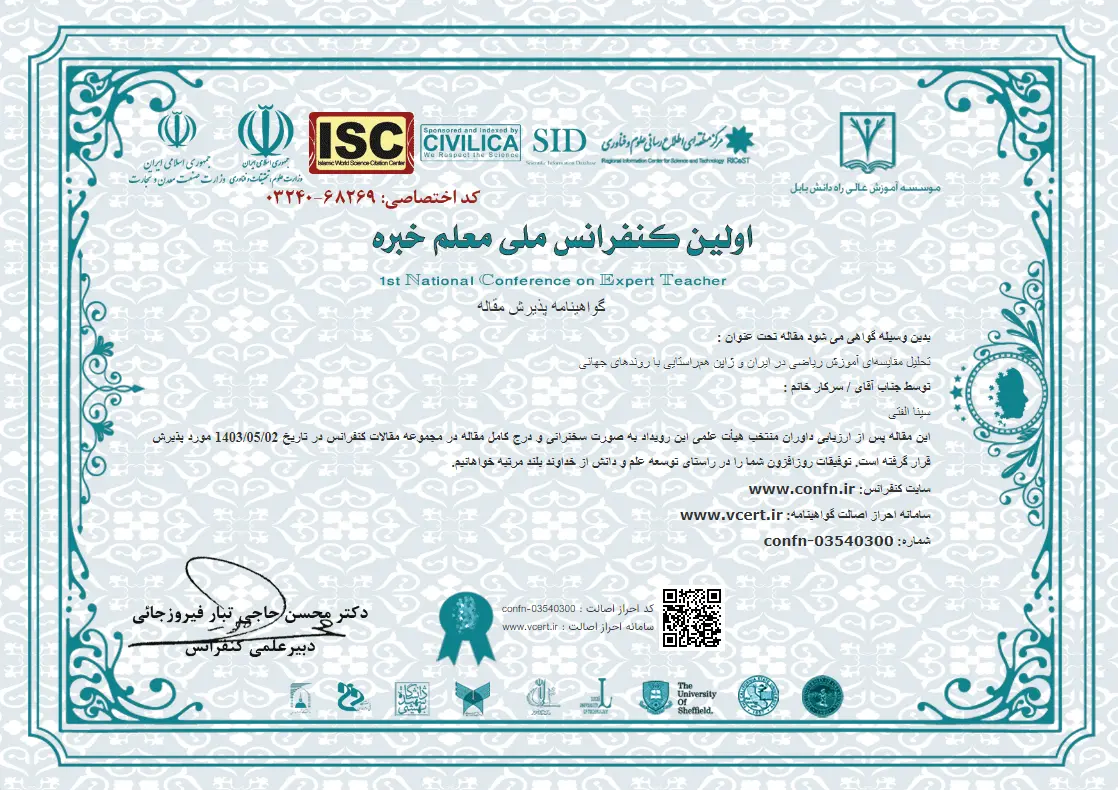 جمهوری اسلامی ایران
وزارت صنعت معدن و تجارت
جمهوری اسلامی ایران
وزارت علوم، تحقیقات و فناوری
ISC
Islamic World Science Citation Center
Sponsored and Indexed by
CIVILICA
We Respect the Science
SID
Scientific Information Database
مرکز منطقه ای اطلاع رسانی علوم و فناوری
Regional Information Center for Science and Technology RICeST
موسسه آموزش عالی راه دانش بابل
کد اختصاصی: ۶۸۲۶۹-۰۳۲۴۰
اولین کنفرانس ملی معلم خبره
1st National Conference on Expert Teacher
گواهینامه پذیرش مقاله
بدین وسیله گواهی می شود مقاله تحت عنوان :
تحلیل مقایسه‌ای آموزش ریاضی در ایران و ژاپن هم‌راستایی با روندهای جهانی
توسط جناب آقای / سرکار خانم :
سینا الفتی
این مقاله پس از ارزیابی داوران منتخب هیأت علمی این رویداد به صورت سخنرانی و درج کامل مقاله در مجموعه مقالات کنفرانس در تاریخ 1403/05/02 مورد پذیرش
قرار گرفته است. توفیقات روزافزون شما را در راستای توسعه علم و دانش از خداوند بلند مرتبه خواهانیم.
سایت کنفرانس: www.confn.ir
سامانه احراز اصالت گواهینامه: www.vcert.ir
شماره: confn-03540300
کد احراز اصالت : confn-03540300
سامانه احراز اصالت : www.vcert.ir
دکتر محسن حاجی تبار فیروزجائی
دبیرعلمی کنفرانس
The
University
Of
Sheffield.